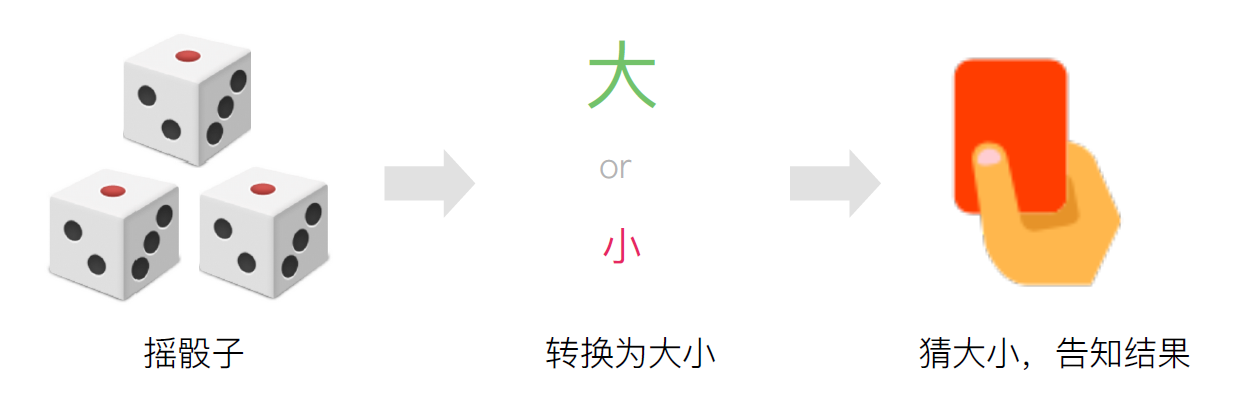 大
or
小
摇骰子
转换为大小
猜大小，告知结果